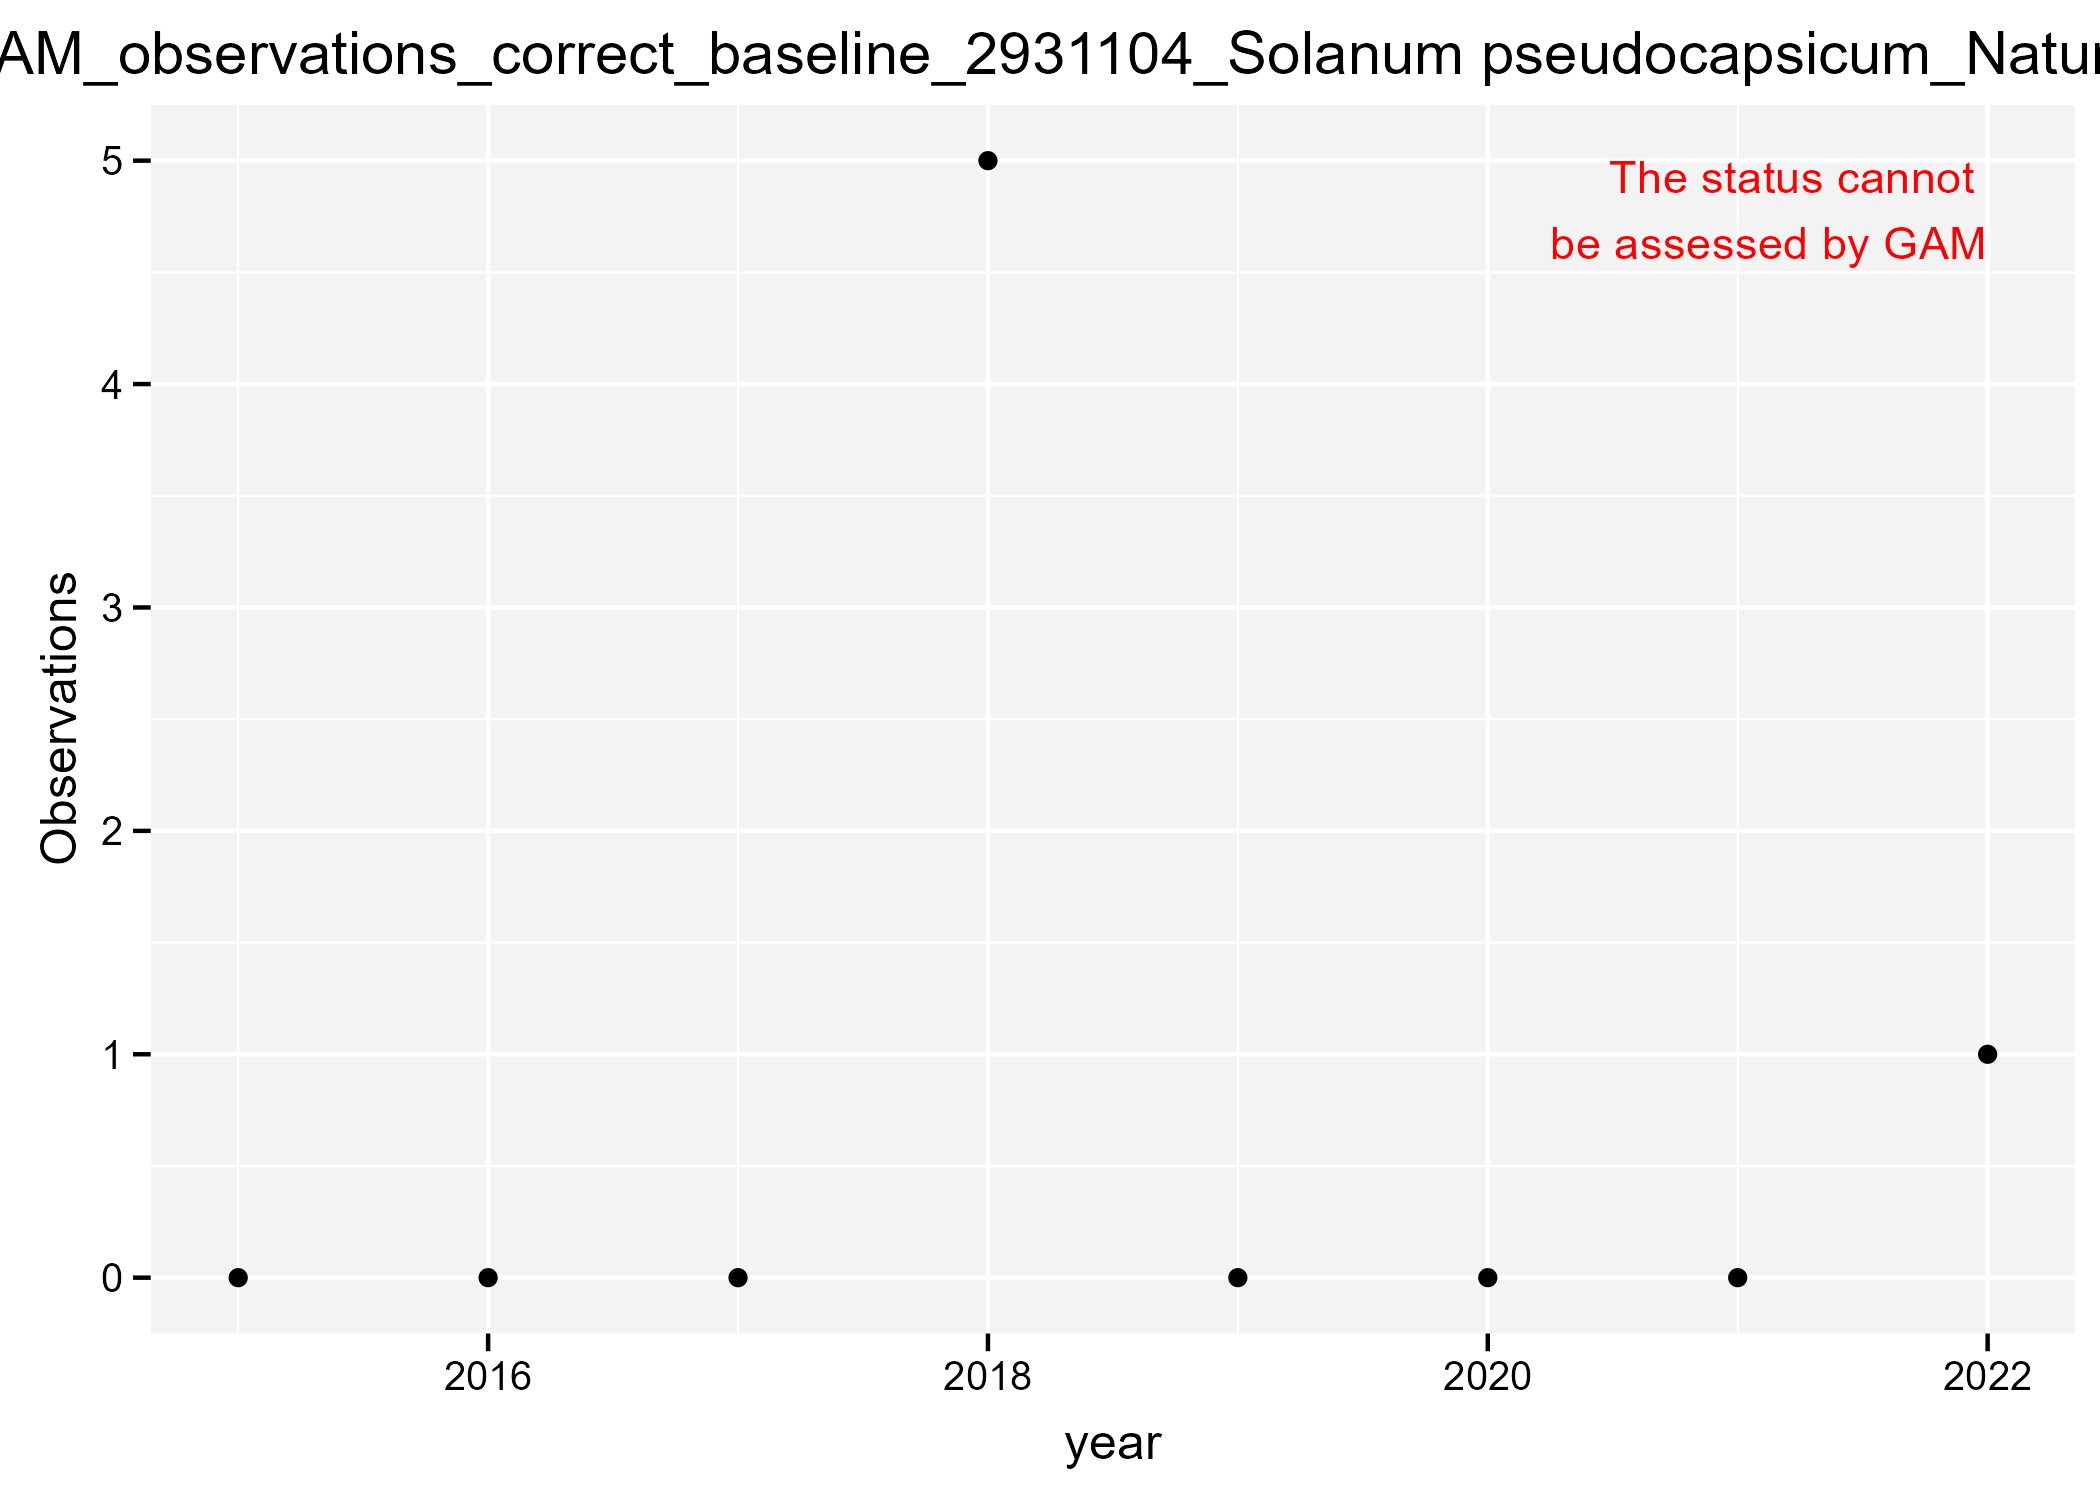 AM_observations_correct_baseline_2931104_Solanum pseudocapsicum_Natur
The status cannot
be assessed by GAM
5
4
3
2
1
0
Observations
2016 2018 2020 2022
year